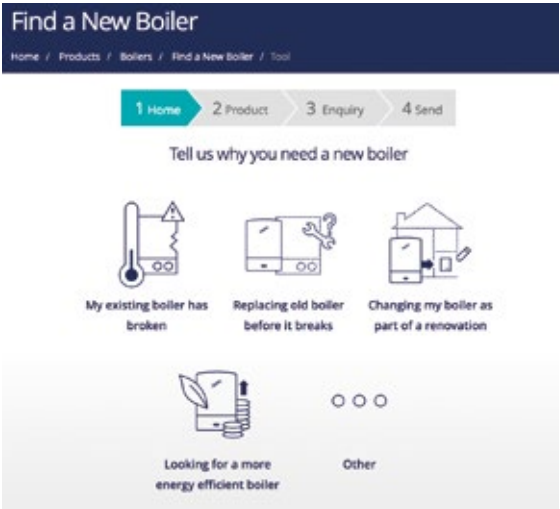 Find a New Boiler
Home / Products / Boilers / Find a New Boiler / Tool
1 Home 2 Product 3 Enquiry 4 Send
Tell us why you need a new boiler
My existing boiler has
broken
Replacing old boiler
before it breaks
Changing my boiler as
part of a renovation
Looking for a more
energy efficient boiler
Other